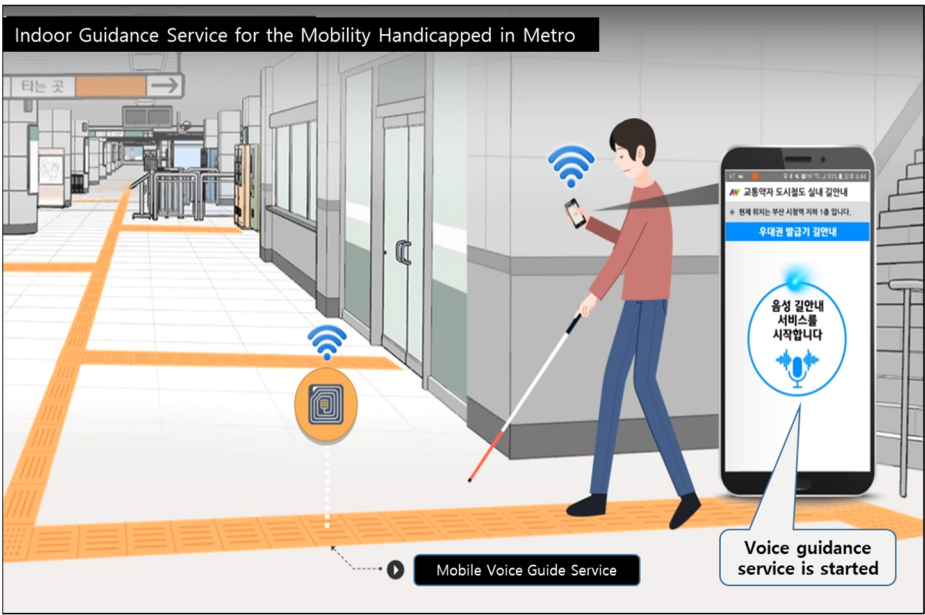 Indoor Guidance Service for the Mobility Handicapped in Metro
타는 곳
교통약자 도시철도 실내 길안내
현재 위치는 부산 시청역 지하 1층 입니다.
우대권 발급기 길안내
음성 길안내
서비스를
시작합니다
Voice guidance
service is started
Mobile Voice Guide Service